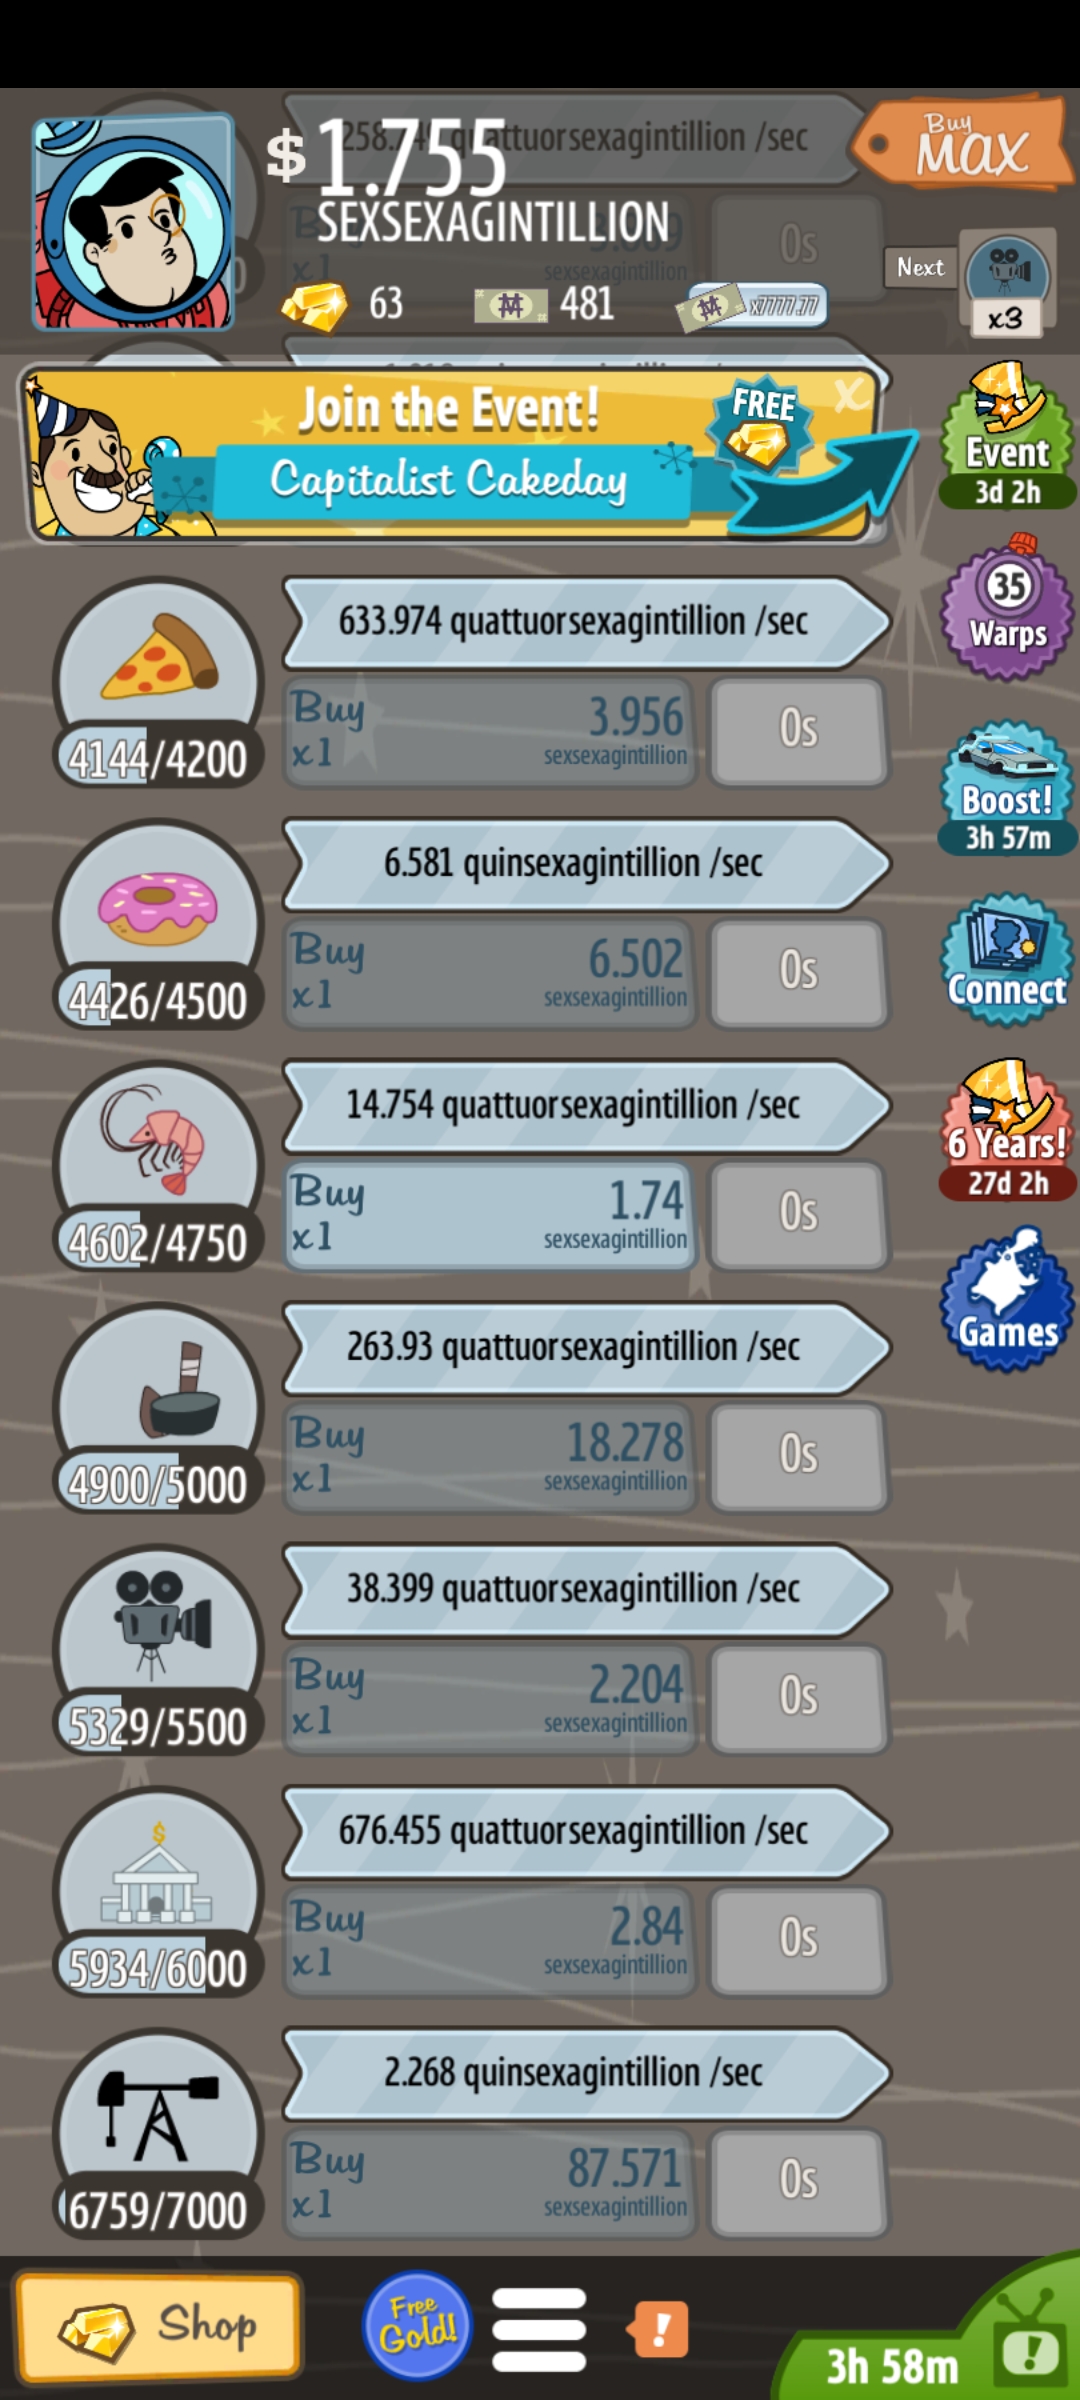 quattuorsexagintillion /sec
$ 1.755
SEXSEXAGINTILLION
Buy
MAX
x1
sexsexagintillion
0s
Next
x3
63
481
x7777.77
Join the Event!
FREE
X
Capitalist Cakeday
Event
3d 2h
633.974 quattuorsexagintillion /sec
35
Warps
Buy
x1
3.956
sexsexagintillion
0s
4144/4200
Boost!
3h 57m
6.581 quinsexagintillion /sec
Buy
x1
6.502
sexsexagintillion
0s
4426/4500
Connect
14.754 quattuorsexagintillion /sec
6 Years!
27d 2h
Buy
x1
1.74
sexsexagintillion
0s
4602/4750
Games
263.93 quattuorsexagintillion /sec
Buy
x1
18.278
sexsexagintillion
0s
4900/5000
38.399 quattuorsexagintillion /sec
Buy
x1
2.204
sexsexagintillion
0s
5329/5500
$
676.455 quattuorsexagintillion /sec
Buy
x1
2.84
sexsexagintillion
0s
5934/6000
2.268 quinsexagintillion /sec
Buy
x1
87.571
sexsexagintillion
0s
6759/7000
Shop
Free
Gold!
!
3h 58m
!